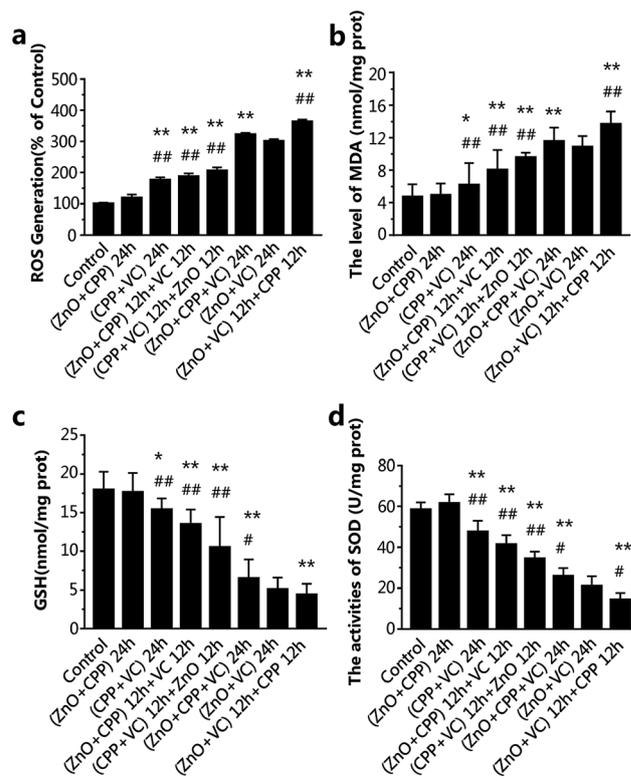 a
ROS Generation(% of Control)
500
400
300
200
100
0
**
##
**
##
**
##
**
**
##
Control
(ZnO+CPP) 24h
(CPP+VC) 24h
(ZnO+CPP) 12h+VC 12h
(CPP+VC) 12h+ZnO 12h
(ZnO+CPP+VC) 24h
(ZnO+VC) 24h
(ZnO+VC) 12h+CPP 12h
b
The level of MDA (nmol/mg prot)
20
16
12
8
4
0
*
##
**
##
**
##
**
**
##
Control
(ZnO+CPP) 24h
(CPP+VC) 24h
(ZnO+CPP) 12h+VC 12h
(CPP+VC) 12h+ZnO 12h
(ZnO+CPP+VC) 24h
(ZnO+VC) 24h
(ZnO+VC) 12h+CPP 12h
c
GSH(nmol/mg prot)
25
20
15
10
5
0
*
##
**
##
**
##
**
#
**
Control
(ZnO+CPP) 24h
(CPP+VC) 24h
(ZnO+CPP) 12h+VC 12h
(CPP+VC) 12h+ZnO 12h
(ZnO+CPP+VC) 24h
(ZnO+VC) 24h
(ZnO+VC) 12h+CPP 12h
d
The activities of SOD (U/mg prot)
80
60
40
20
0
**
##
**
##
**
##
**
#
**
#
Control
(ZnO+CPP) 24h
(CPP+VC) 24h
(ZnO+CPP) 12h+VC 12h
(CPP+VC) 12h+ZnO 12h
(ZnO+CPP+VC) 24h
(ZnO+VC) 24h
(ZnO+VC) 12h+CPP 12h